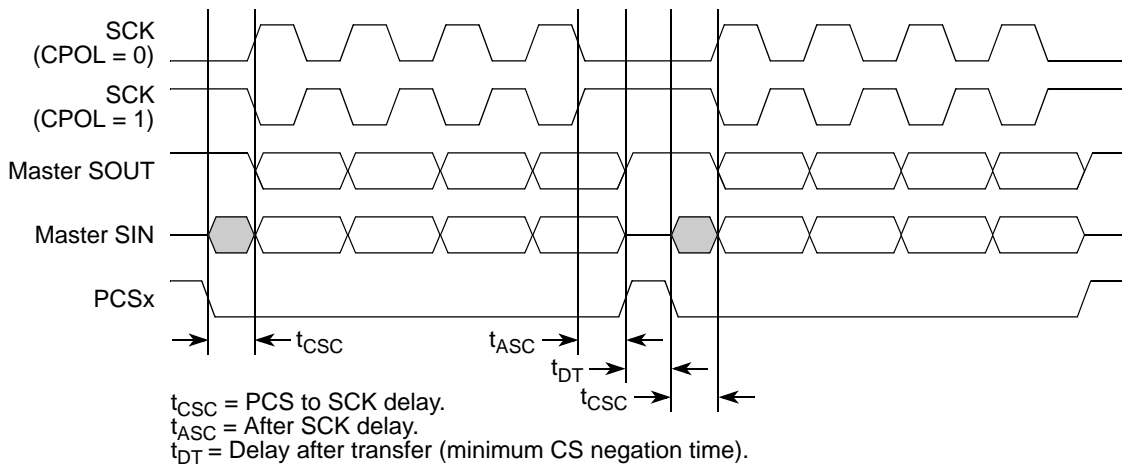 SCK
(CPOL = 0)
SCK
(CPOL = 1)
Master SOUT
Master SIN
PCSx
tCSC
tASC
tDT
tCSC
tCSC = PCS to SCK delay.
tASC = After SCK delay.
tDT = Delay after transfer (minimum CS negation time).